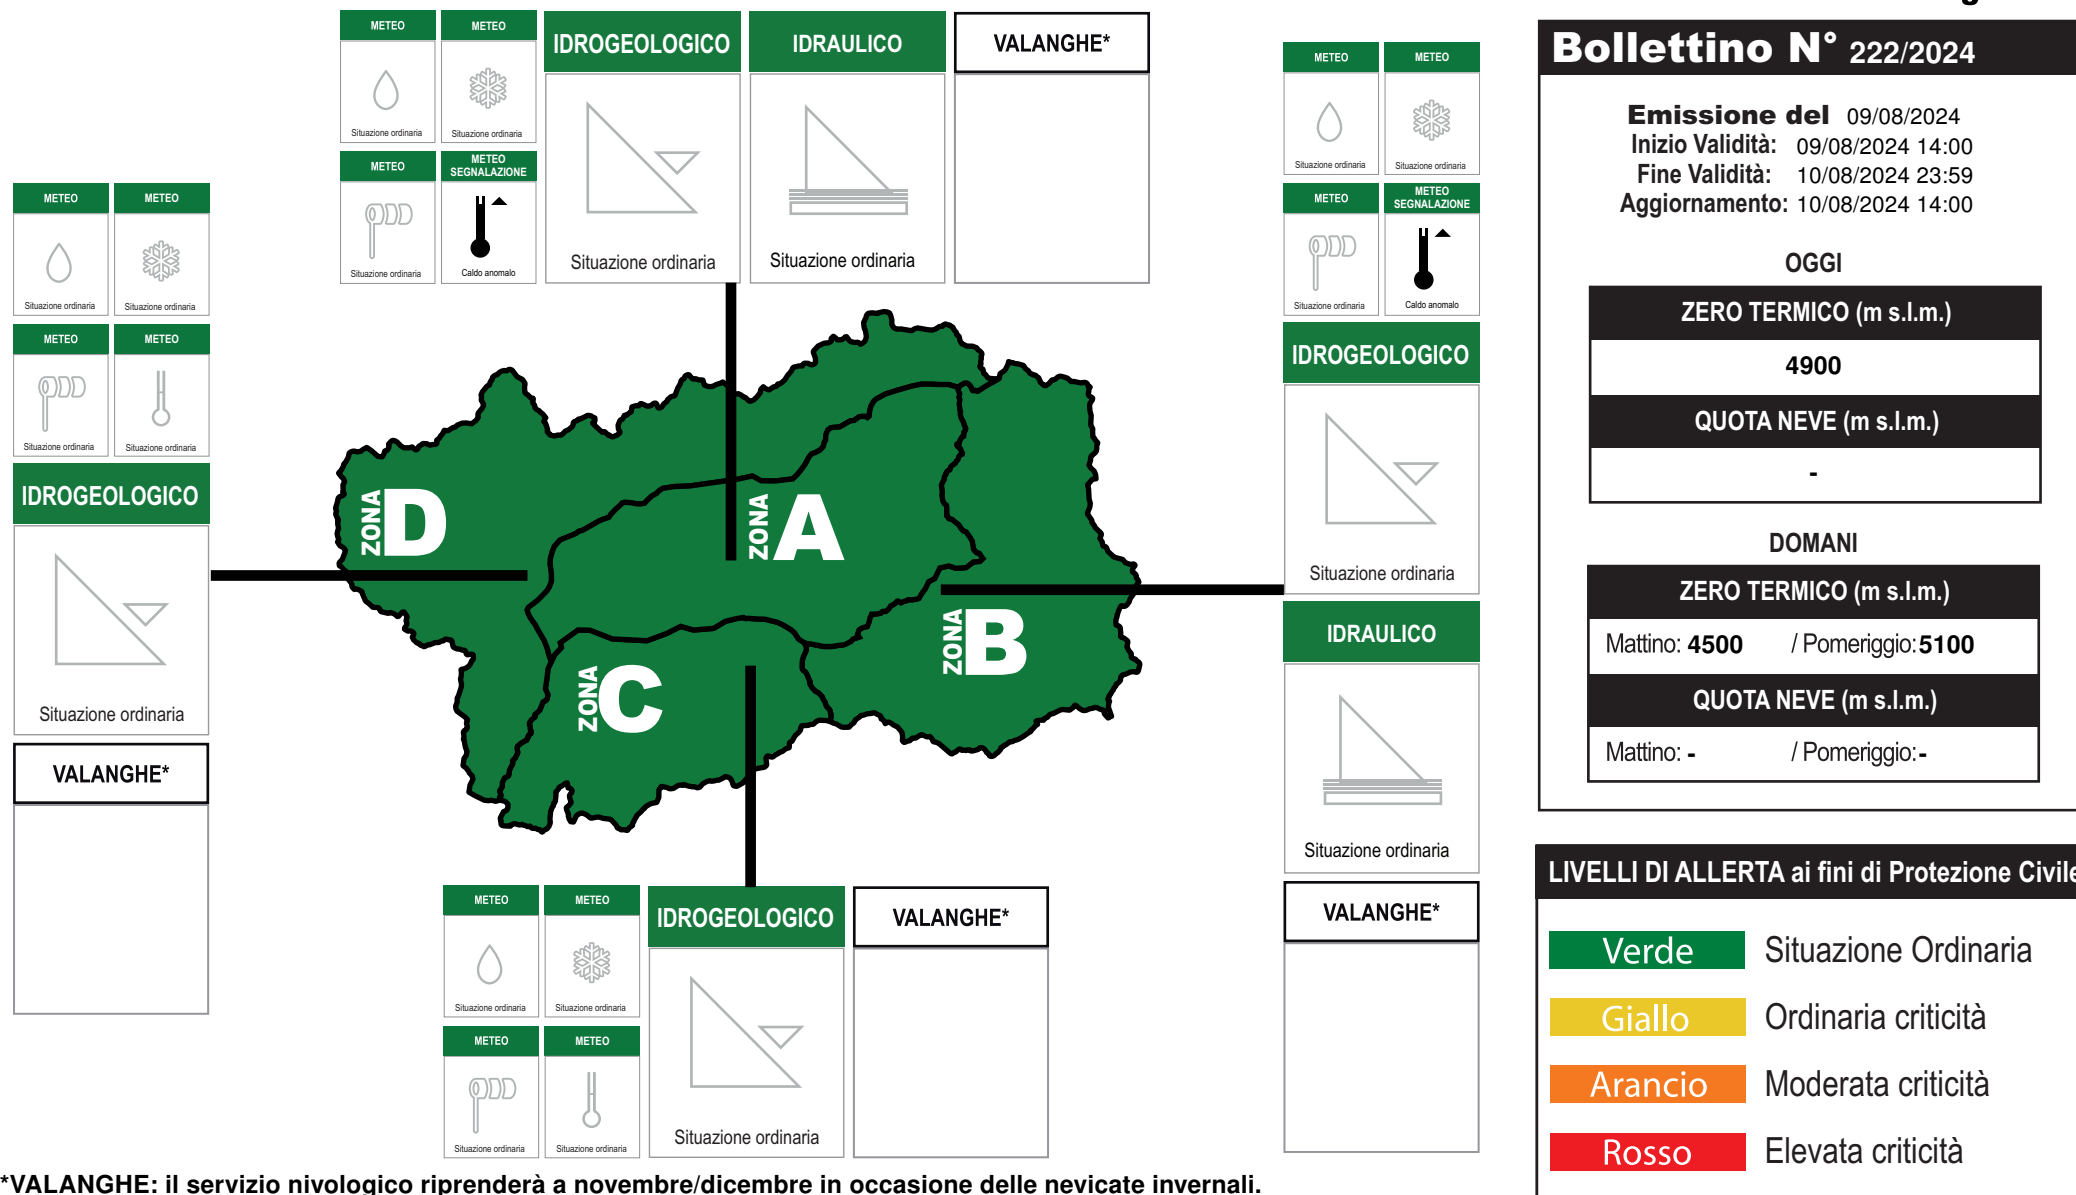 METEO
METEO
Situazione ordinaria
Situazione ordinaria
METEO
METEO SEGNALAZIONE
Situazione ordinaria
Caldo anomalo
IDROGEOLOGICO
Situazione ordinaria
IDRAULICO
Situazione ordinaria
VALANGHE*
METEO
METEO
Situazione ordinaria
Situazione ordinaria
METEO
METEO
Situazione ordinaria
Situazione ordinaria
IDROGEOLOGICO
Situazione ordinaria
VALANGHE*
ZONA D
ZONA A
ZONA B
ZONA C
METEO
METEO
Situazione ordinaria
Situazione ordinaria
METEO
METEO SEGNALAZIONE
Situazione ordinaria
Caldo anomalo
IDROGEOLOGICO
Situazione ordinaria
IDRAULICO
Situazione ordinaria
VALANGHE*
METEO
METEO
Situazione ordinaria
Situazione ordinaria
METEO
METEO
Situazione ordinaria
Situazione ordinaria
IDROGEOLOGICO
Situazione ordinaria
VALANGHE*
*VALANGHE: il servizio nivologico riprenderà a novembre/dicembre in occasione delle nevicate invernali.
Bollettino N° 222/2024
Emissione del 09/08/2024
Inizio Validità: 09/08/2024 14:00
Fine Validità: 10/08/2024 23:59
Aggiornamento: 10/08/2024 14:00
OGGI
ZERO TERMICO (m s.l.m.)
4900
QUOTA NEVE (m s.l.m.)
-
DOMANI
ZERO TERMICO (m s.l.m.)
Mattino: 4500 / Pomeriggio: 5100
QUOTA NEVE (m s.l.m.)
Mattino: - / Pomeriggio: -
LIVELLI DI ALLERTA ai fini di Protezione Civile
Verde Situazione Ordinaria
Giallo Ordinaria criticità
Arancio Moderata criticità
Rosso Elevata criticità